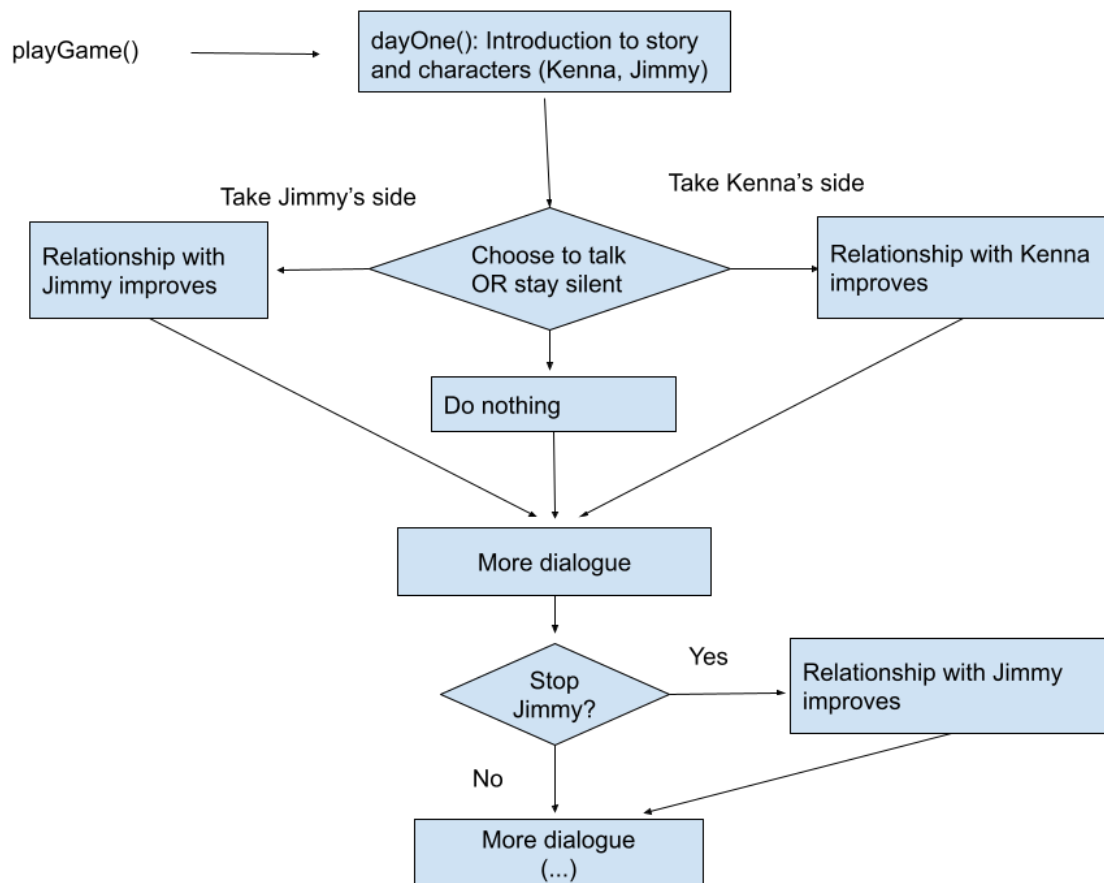 playGame()
dayOne(): Introduction to story
and characters (Kenna, Jimmy)
Take Jimmy’s side
Take Kenna’s side
Relationship with
Jimmy improves
Choose to talk
OR stay silent
Relationship with Kenna
improves
Do nothing
More dialogue
Stop
Jimmy?
Yes
Relationship with Jimmy
improves
No
More dialogue
(...)